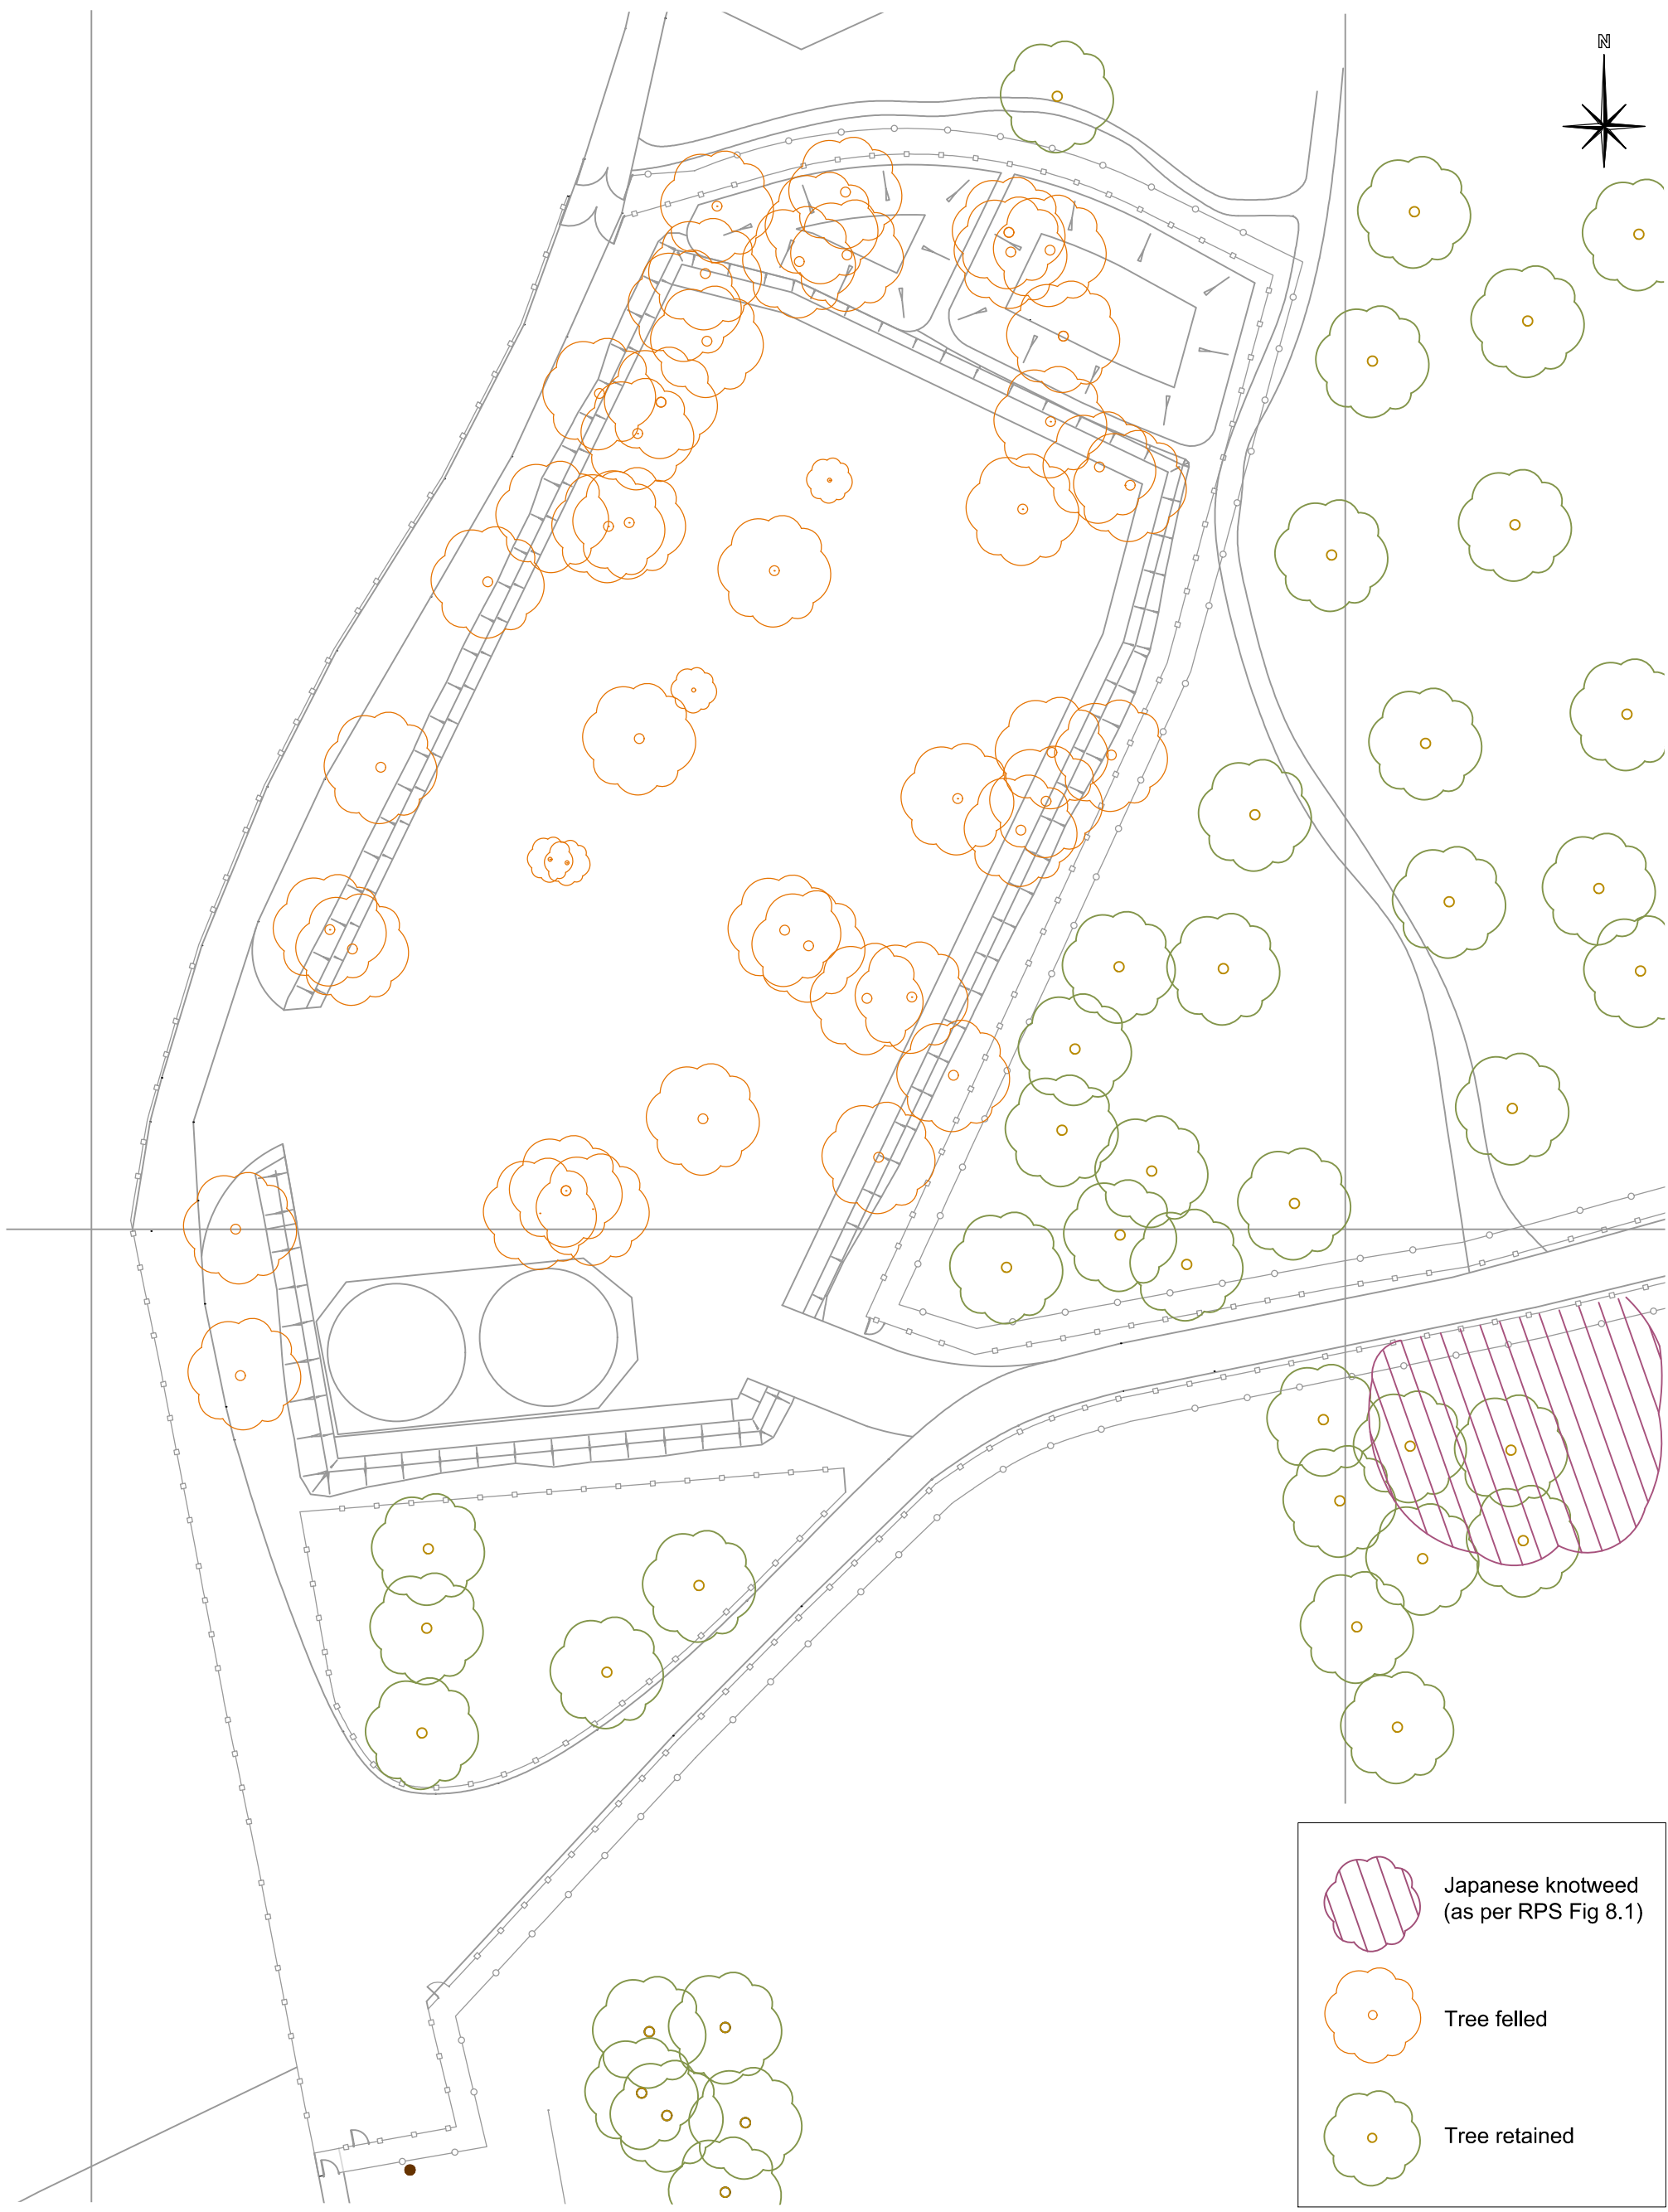 N
Japanese knotweed
(as per RPS Fig 8.1)
Tree felled
Tree retained